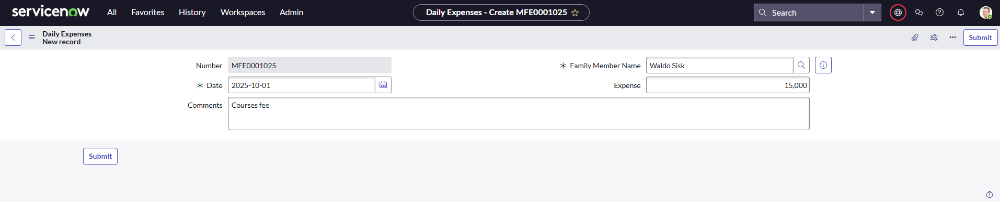 servicenow All Favorites History Workspaces Admin Daily Expenses - Create MFE0001025 Search
Daily Expenses
New record
Submit
Number MFE0001025
Family Member Name Waldo Sisk
Date 2025-10-01
Expense 15,000
Comments Courses fee
Submit